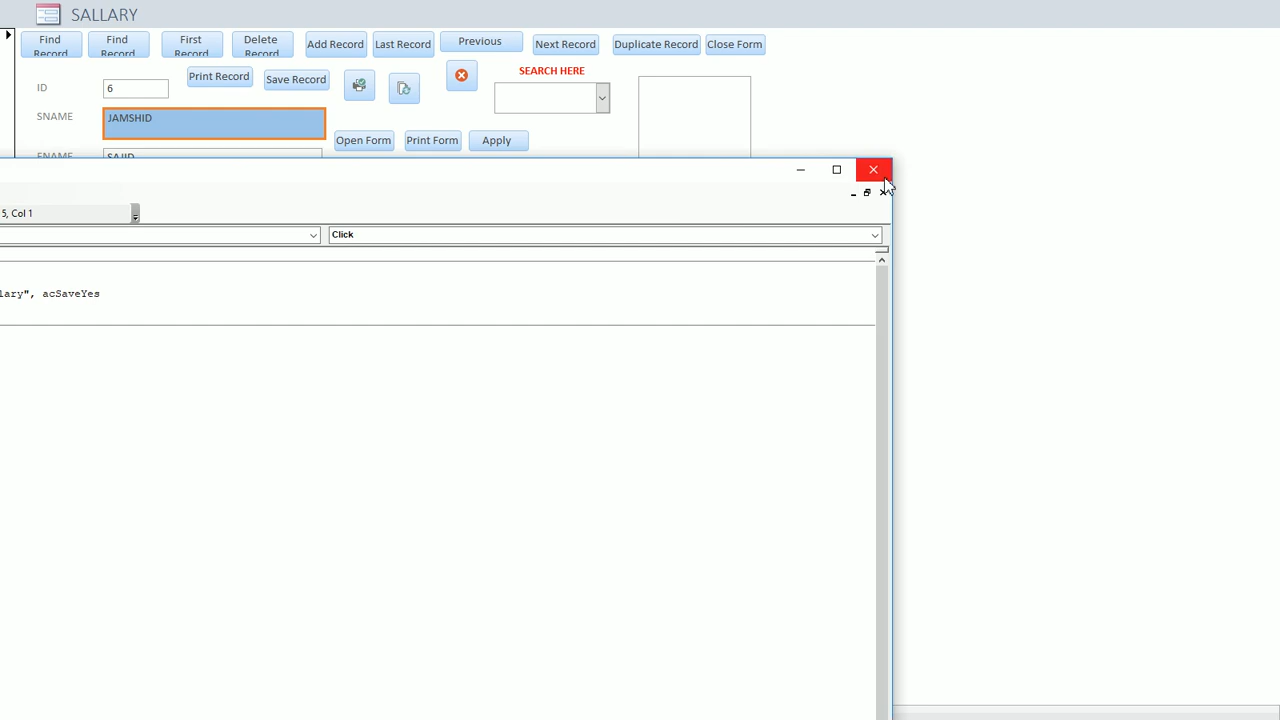 SALLARY
Find Record
Find Record
First Record
Delete Record
Add Record
Last Record
Previous
Next Record
Duplicate Record
Close Form
Print Record
Save Record
SEARCH HERE
ID
6
SNAME
JAMSHID
Open Form
Print Form
Apply
FNAME
SAJID
5, Col 1
Click
lary", acSaveYes